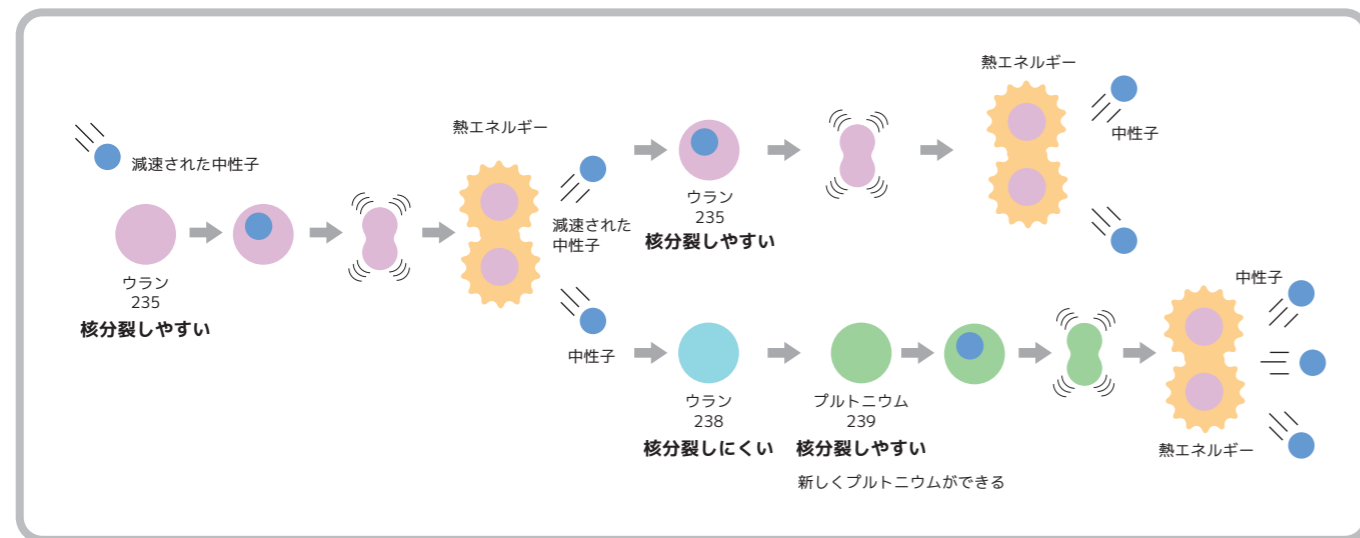 減速された中性子
ウラン
235
核分裂しやすい
熱エネルギー
減速された
中性子
ウラン
235
核分裂しやすい
熱エネルギー
中性子
中性子
ウラン
238
核分裂しにくい
プルトニウム
239
核分裂しやすい
新しくプルトニウムができる
中性子
熱エネルギー